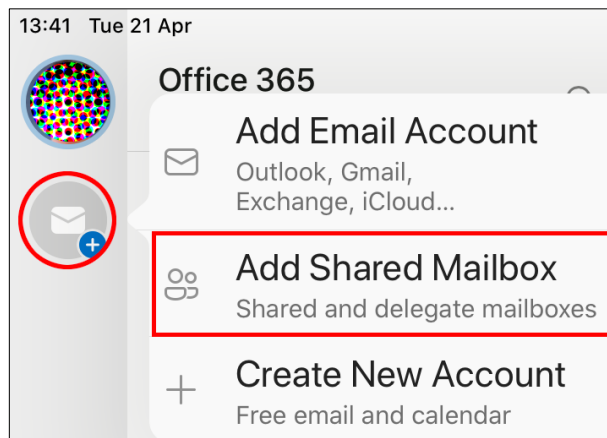 13:41 Tue 21 Apr
Office 365
Add Email Account
Outlook, Gmail,
Exchange, iCloud...
Add Shared Mailbox
Shared and delegate mailboxes
Create New Account
Free email and calendar